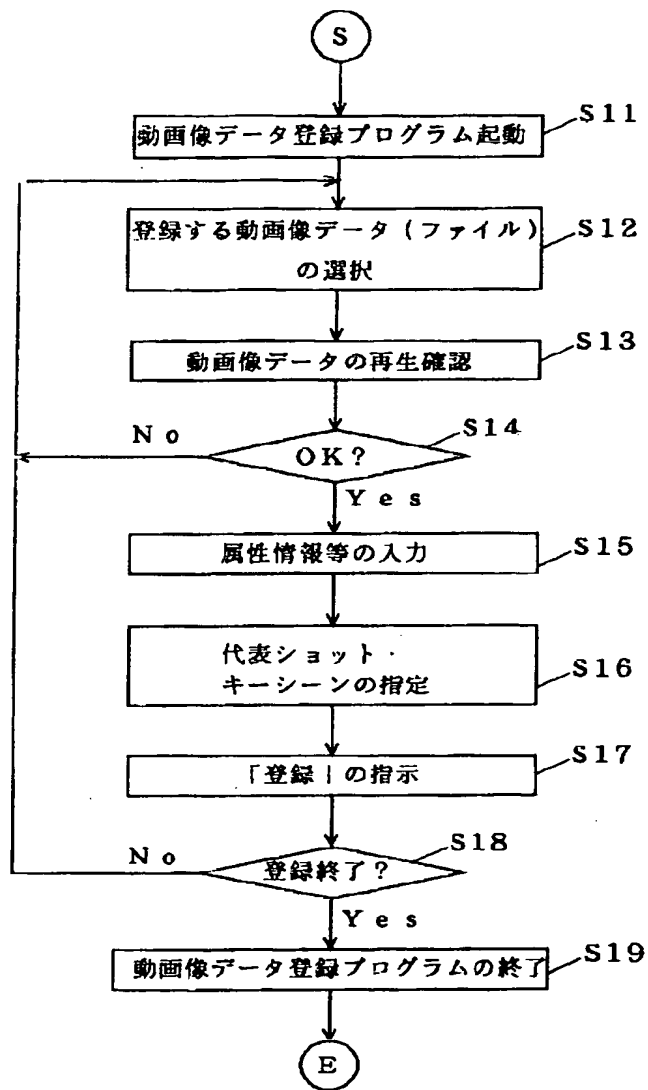 S
動画像データ登録プログラム起動
S11
登録する動画像データ(ファイル)
の選択
S12
動画像データの再生確認
S13
No
OK?
S14
Yes
属性情報等の入力
S15
代表ショット・
キーシーンの指定
S16
「登録」の指示
S17
No
登録終了?
S18
Yes
動画像データ登録プログラムの終了
S19
E